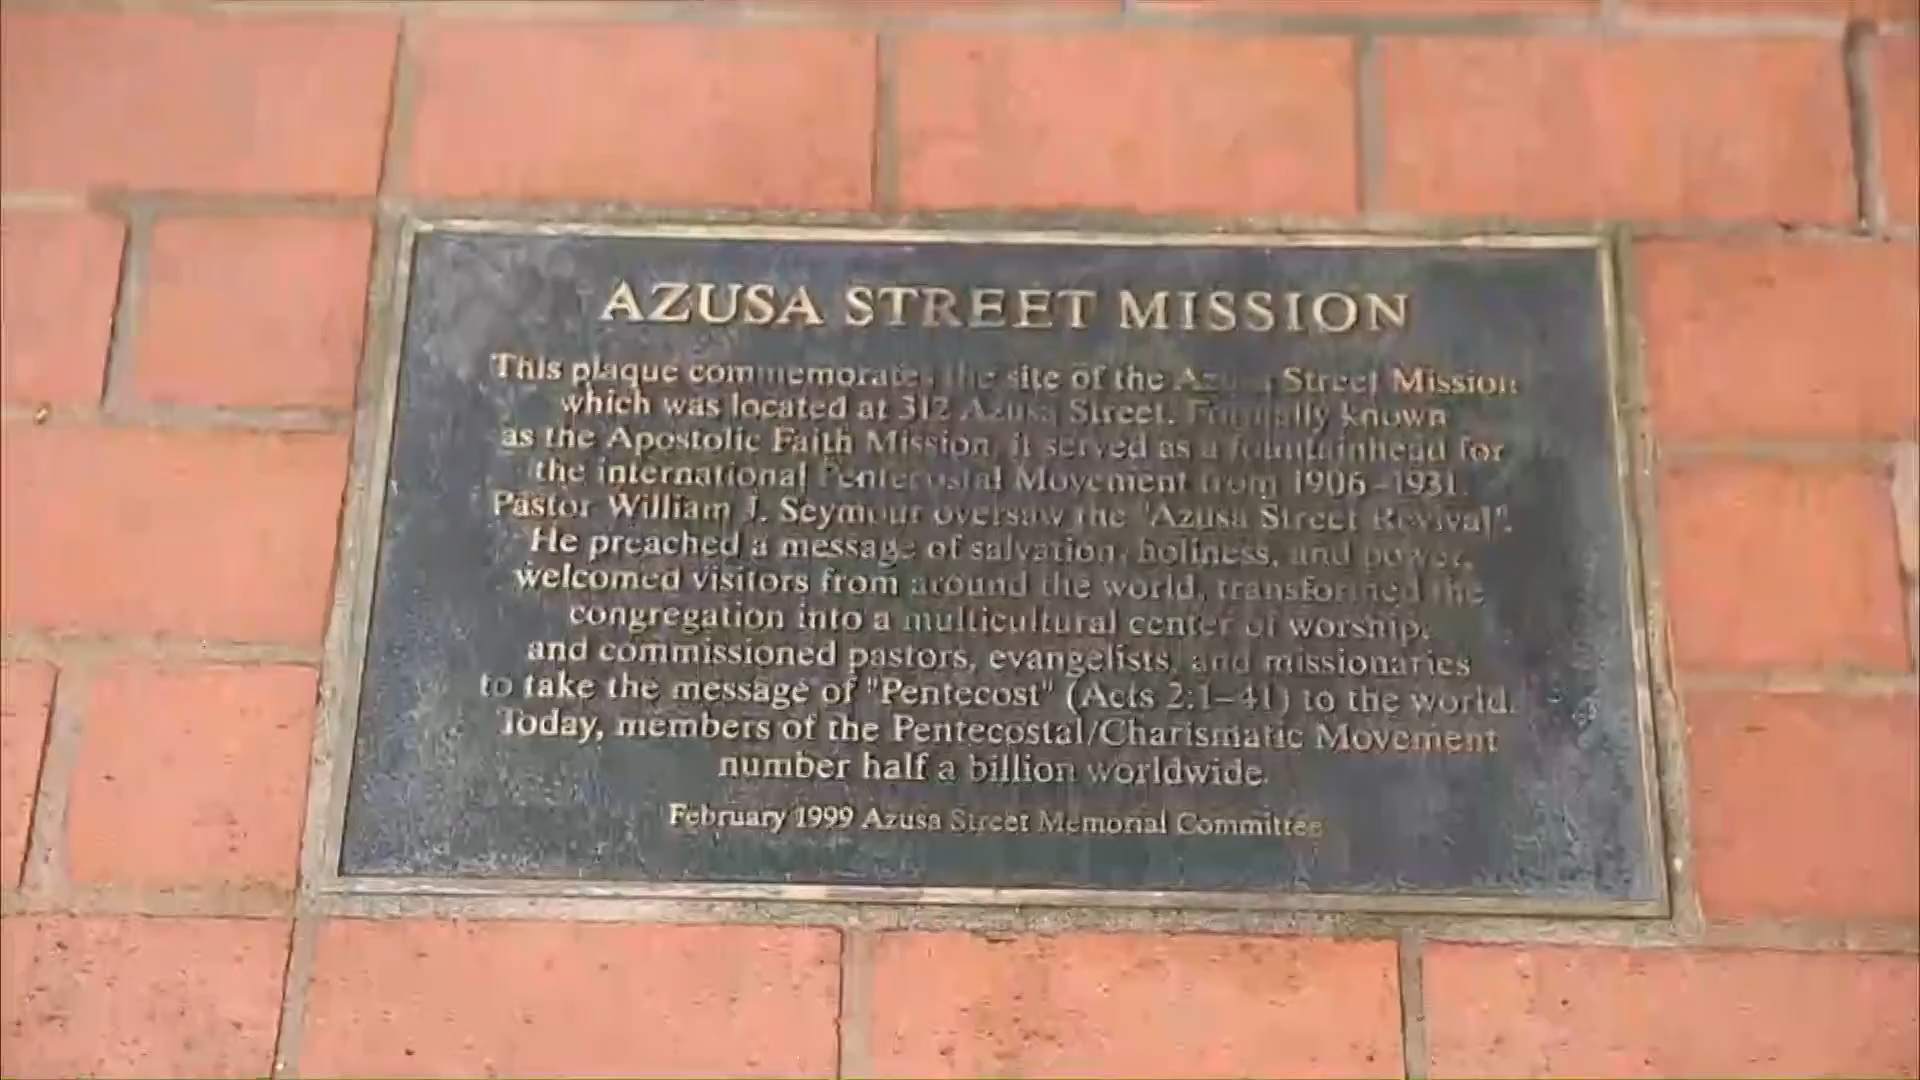 AZUSA STREET MISSION
This plaque commemorates the site of the Azusa Street Mission
which was located at 312 Azusa Street. Formally known
as the Apostolic Faith Mission, it served as a fountainhead for
the international Pentecostal Movement from 1906-1931.
Pastor William J. Seymour oversaw the "Azusa Street Revival".
He preached a message of salvation, holiness, and power,
welcomed visitors from around the world, transformed the
congregation into a multicultural center of worship,
and commissioned pastors, evangelists, and missionaries
to take the message of "Pentecost" (Acts 2:1-41) to the world.
Today, members of the Pentecostal/Charismatic Movement
number half a billion worldwide.
February 1999 Azusa Street Memorial Committee